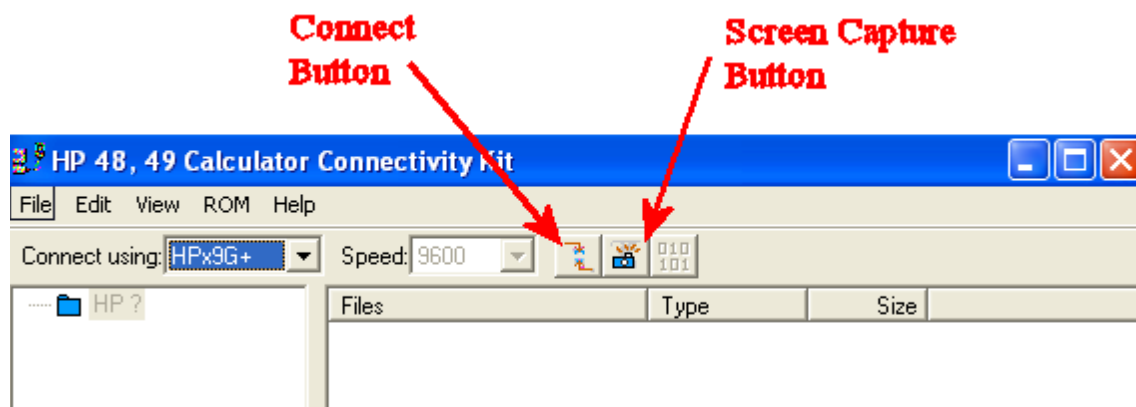 Connect
Button
Screen Capture
Button
HP 48, 49 Calculator Connectivity Kit
File Edit View ROM Help
Connect using: HPx9G+ Speed: 9600 010
101
HP ? Files Type Size